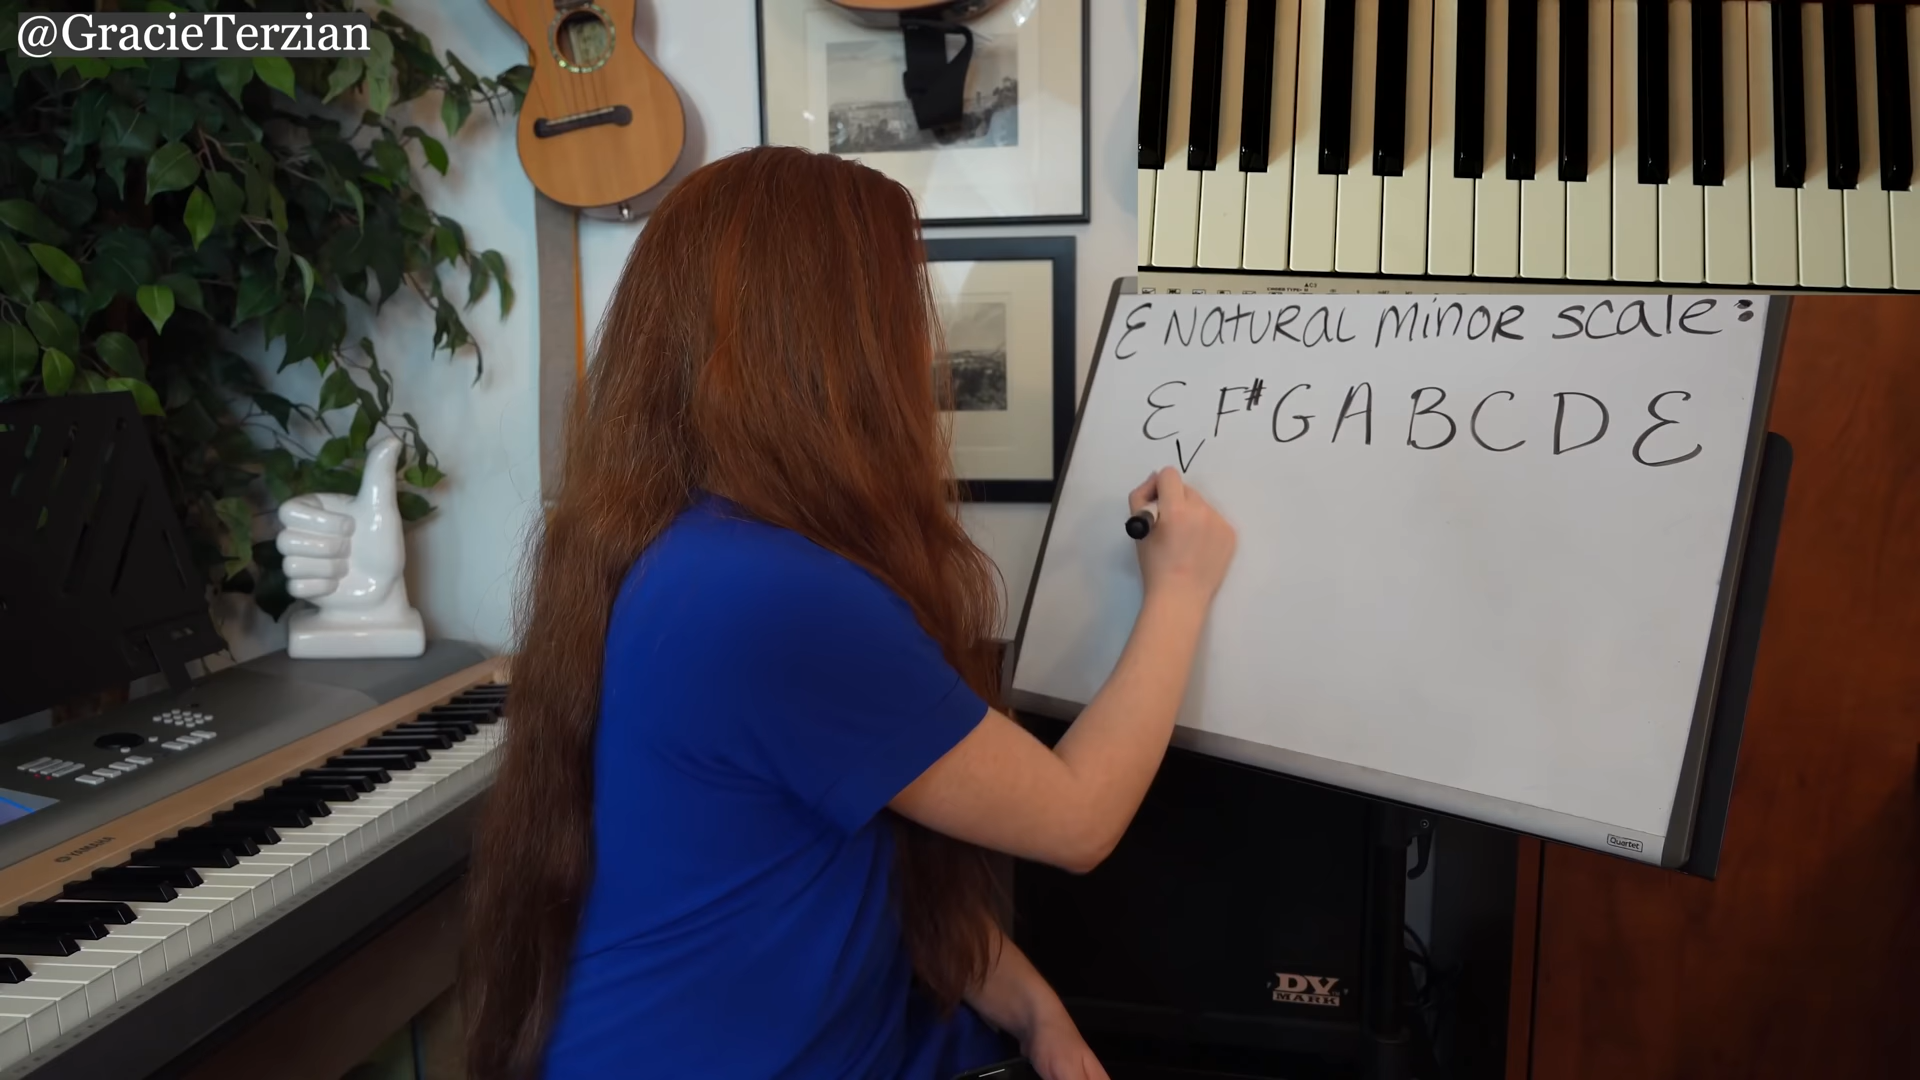 @GracieTerzian
E NATURAL MINOR SCALE:
E F# G A B C D E
V
Quartet
YAMAHA
DV
MARK